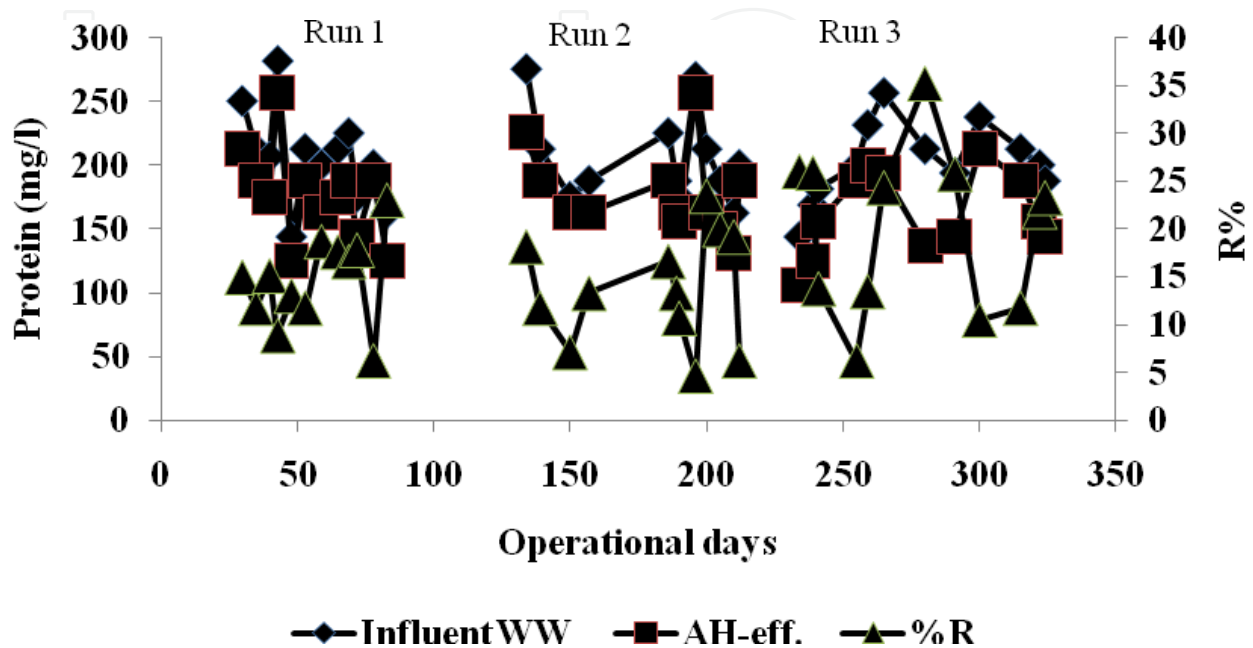 Run 1 Run 2 Run 3
300 40
250 35
200 30
150 25
100 20
50 15
0 10
5
0
Protein (mg/l)
R%
0 50 100 150 200 250 300 350
Operational days
Influent WW AH-eff. %R